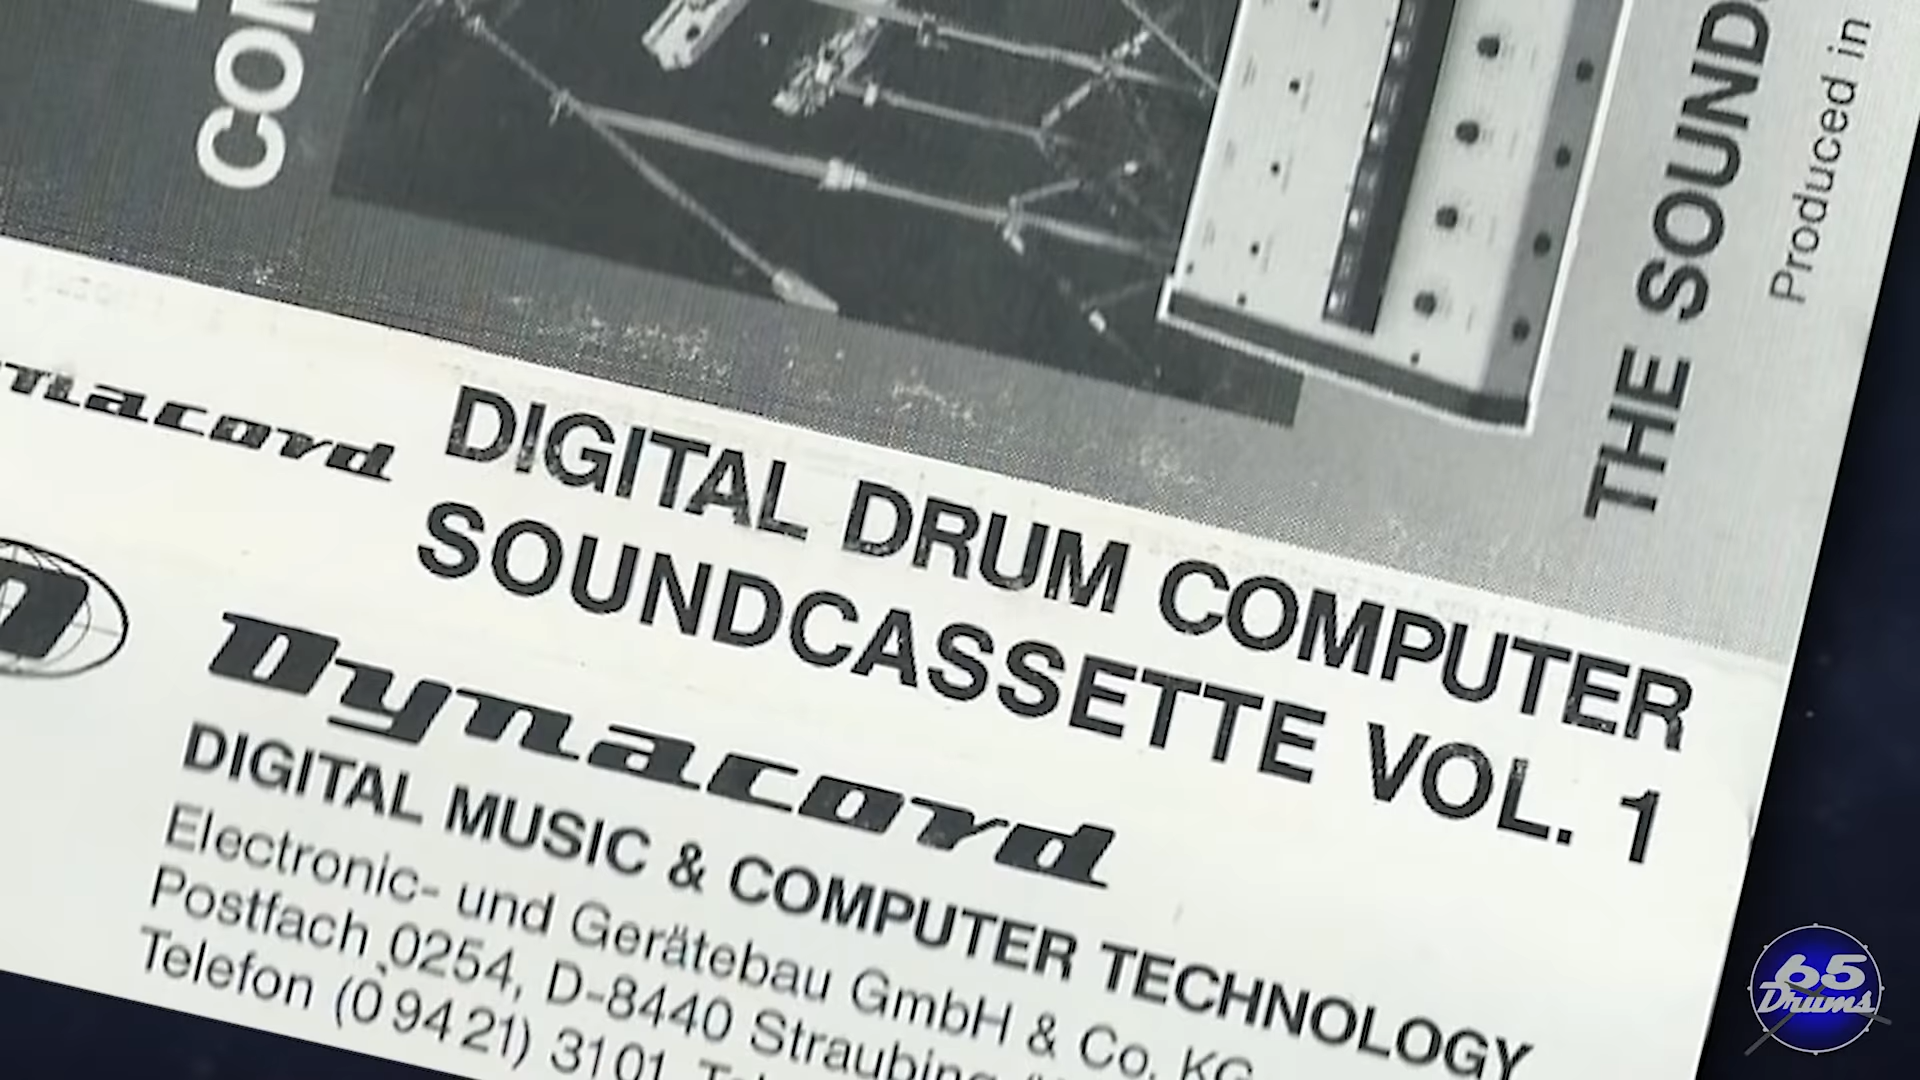 COM
THE SOUND
Produced in
DIGITAL DRUM COMPUTER
SOUNDCASSETTE VOL. 1
Dynacord
DIGITAL MUSIC & COMPUTER TECHNOLOGY
Electronic- und Gerätebau GmbH & Co. KG
Postfach 0254, D-8440 Straubing
Telefon (0 94 21) 3101
65
Drums